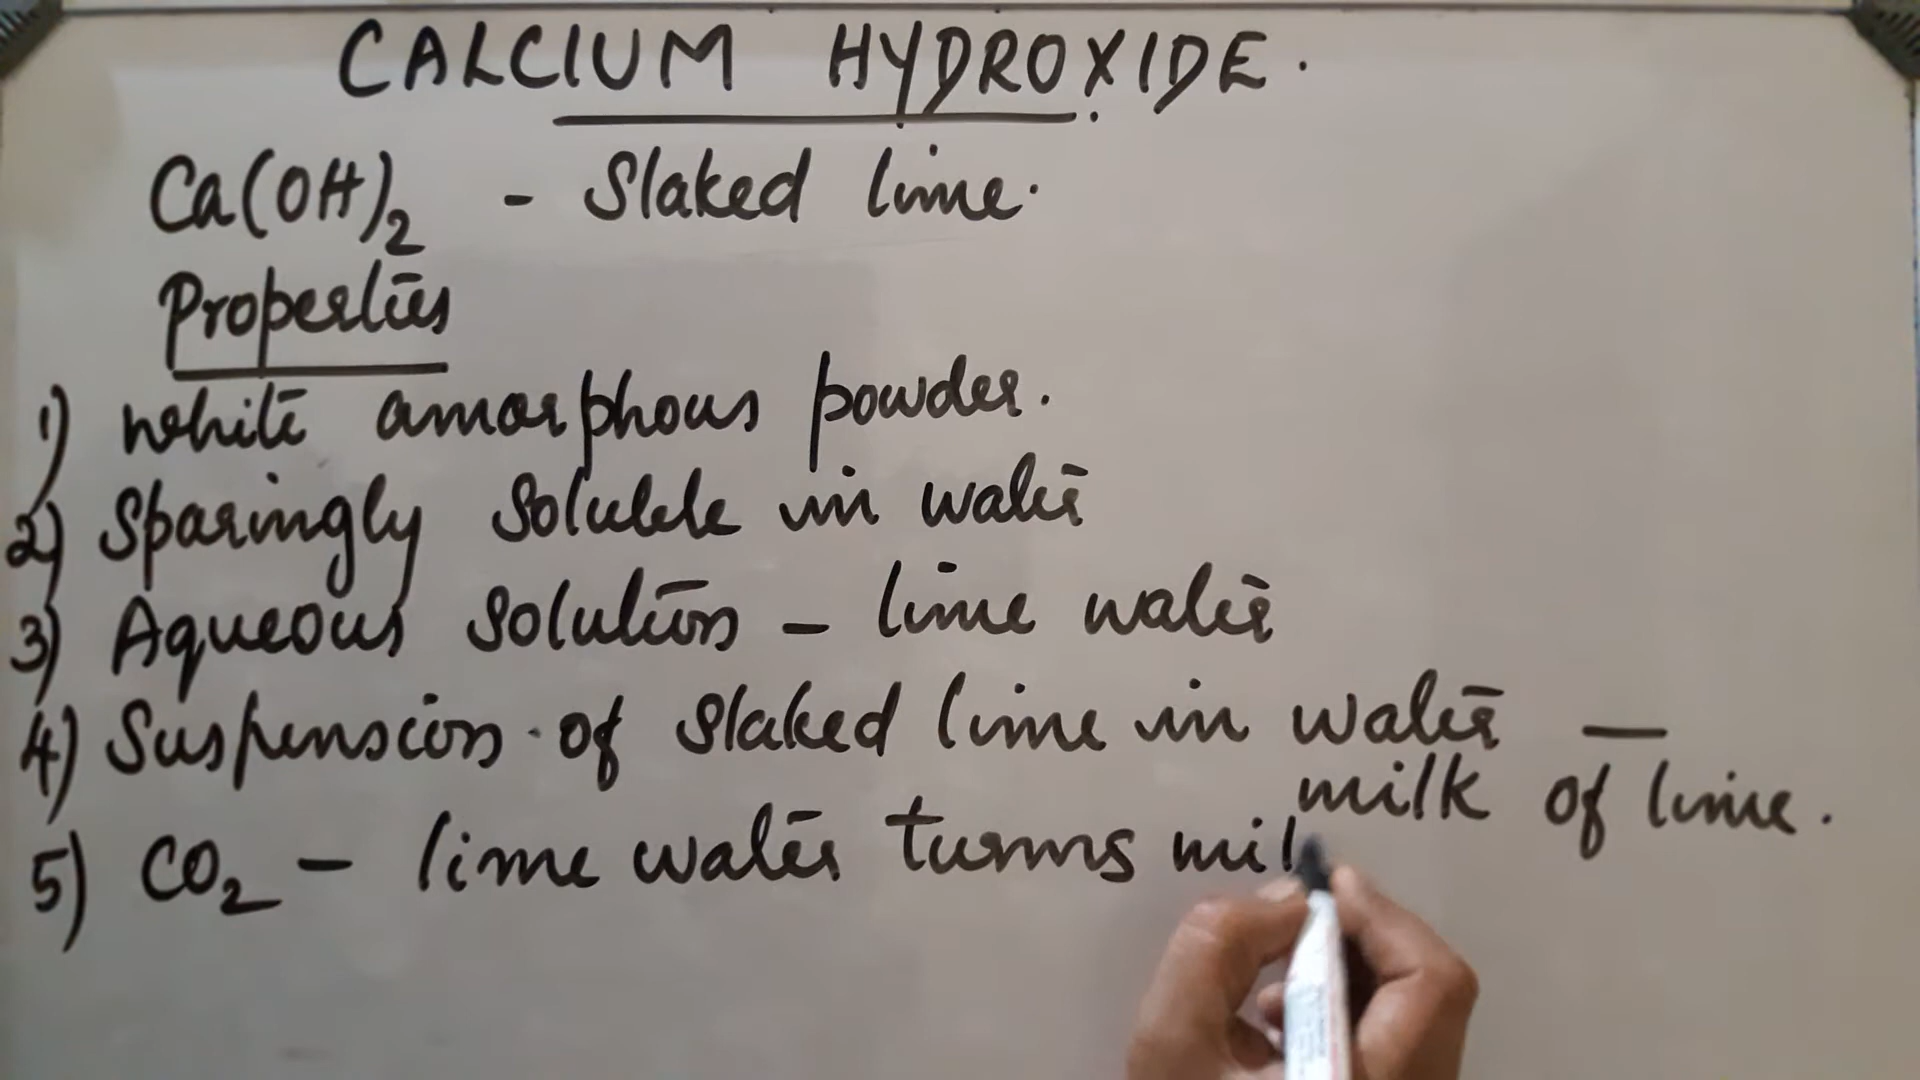 CALCIUM HYDROXIDE.
Ca(OH)2 - Slaked lime.
Properties
1) white amorphous powder.
2) Sparingly soluble in water
3) Aqueous solution - lime water
4) Suspension of slaked lime in water —
milk of lime.
5) CO2 - lime water turns mil